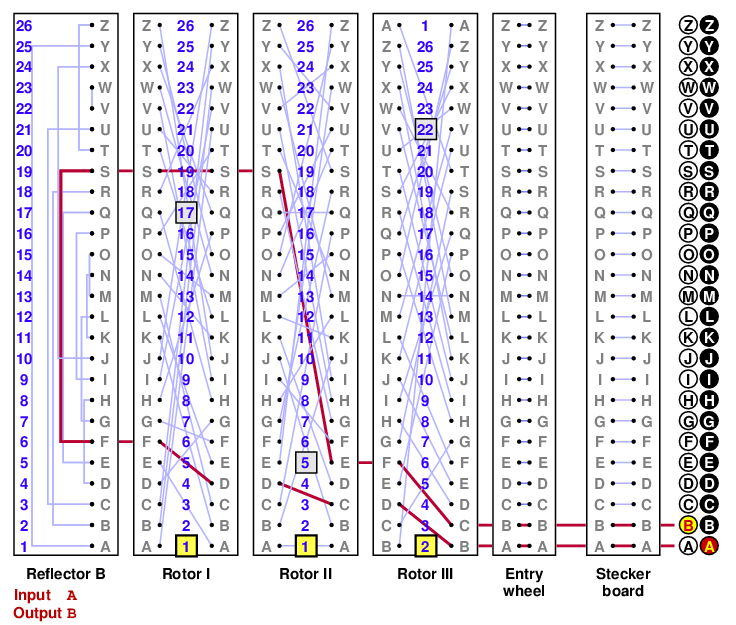 26 Z Z 26 Z Z 26 Z A 1 A Z Z Z Z Z Z
25 Y Y 25 Y Y 25 Y Z 26 Z Y Y Y Y Y Y
24 X X 24 X X 24 X Y 25 Y X X X X X X
23 W W 23 W W 23 W X 24 X W W W W W W
22 V V 22 V V 22 V W 23 W V V V V V V
21 U U 21 U U 21 U V 22 V U U U U U U
20 T T 20 T T 20 T U 21 U T T T T T T
19 S S 19 S S 19 S T 20 T S S S S S S
18 R R 18 R R 18 R S 19 S R R R R R R
17 Q Q 17 Q Q 17 Q R 18 R Q Q Q Q Q Q
16 P P 16 P P 16 P Q 17 Q P P P P P P
15 O O 15 O O 15 O P 16 P O O O O O O
14 N N 14 N N 14 N O 15 O N N N N N N
13 M M 13 M M 13 M N 14 N M M M M M M
12 L L 12 L L 12 L M 13 M L L L L L L
11 K K 11 K K 11 K L 12 L K K K K K K
10 J J 10 J J 10 J K 11 K J J J J J J
9 I I 9 I I 9 I J 10 J I I I I I I
8 H H 8 H H 8 H I 9 I H H H H H H
7 G G 7 G G 7 G H 8 H G G G G G G
6 F F 6 F F 6 F G 7 G F F F F F F
5 E E 5 E E 5 E F 6 F E E E E E E
4 D D 4 D D 4 D E 5 E D D D D D D
3 C C 3 C C 3 C D 4 D C C C C C C
2 B B 2 B B 2 B C 3 C B B B B B B
1 A A 1 A A 1 A B 2 B A A A A A A
Reflector B Rotor I Rotor II Rotor III Entry wheel Stecker board
Input A
Output B